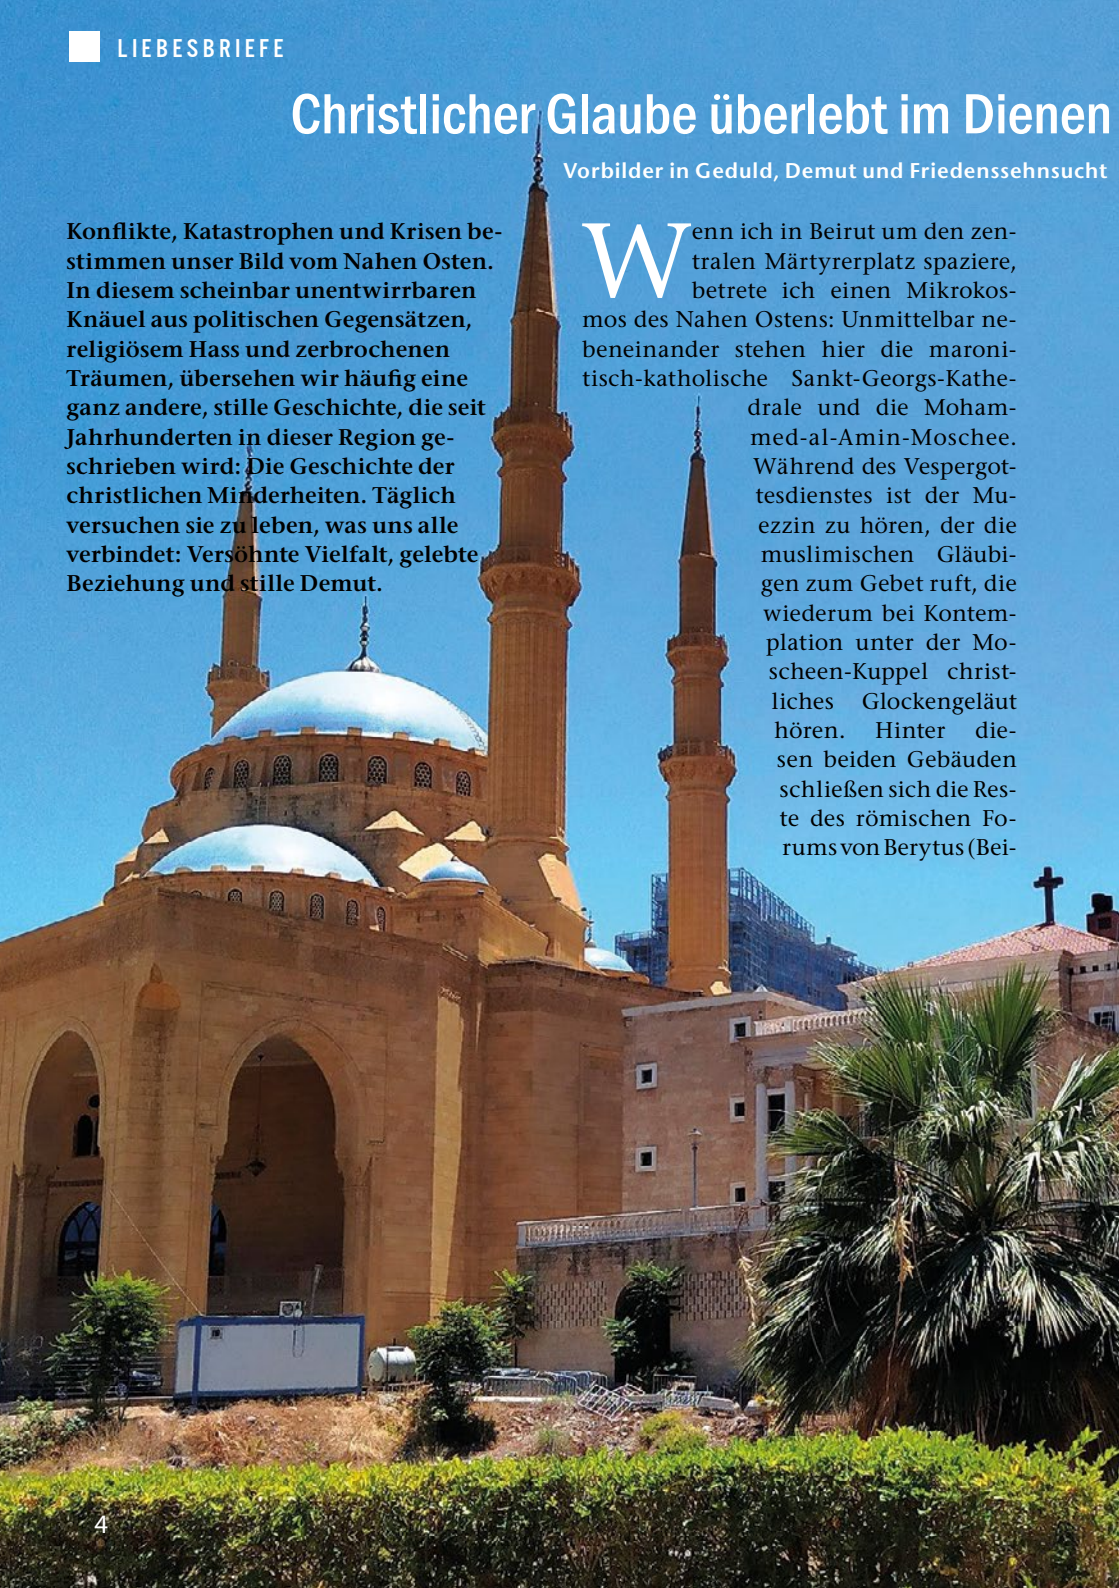 LIEBESBRIEFE
Christlicher Glaube überlebt im Dienen
Vorbilder in Geduld, Demut und Friedenssehnsucht
Konflikte, Katastrophen und Krisen be-
stimmen unser Bild vom Nahen Osten.
In diesem scheinbar unentwirrbaren
Knäuel aus politischen Gegensätzen,
religiösem Hass und zerbrochenen
Träumen, übersehen wir häufig eine
ganz andere, stille Geschichte, die seit
Jahrhunderten in dieser Region ge-
schrieben wird: Die Geschichte der
christlichen Minderheiten. Täglich
versuchen sie zu leben, was uns alle
verbindet: Versöhnte Vielfalt, gelebte
Beziehung und stille Demut.
Wenn ich in Beirut um den zen-
tralen Märtyrerplatz spaziere,
betrete ich einen Mikrokos-
mos des Nahen Ostens: Unmittelbar ne-
beneinander stehen hier die maroni-
tisch-katholische Sankt-Georgs-Kathe-
drale und die Moham-
med-al-Amin-Moschee.
Während des Vespergot-
tesdienstes ist der Mu-
ezzin zu hören, der die
muslimischen Gläubi-
gen zum Gebet ruft, die
wiederum bei Kontem-
plation unter der Mo-
scheen-Kuppel christ-
liches Glockengeläut
hören. Hinter die-
sen beiden Gebäuden
schließen sich die Res-
te des römischen Fo-
rums von Berytus (Bei-
4